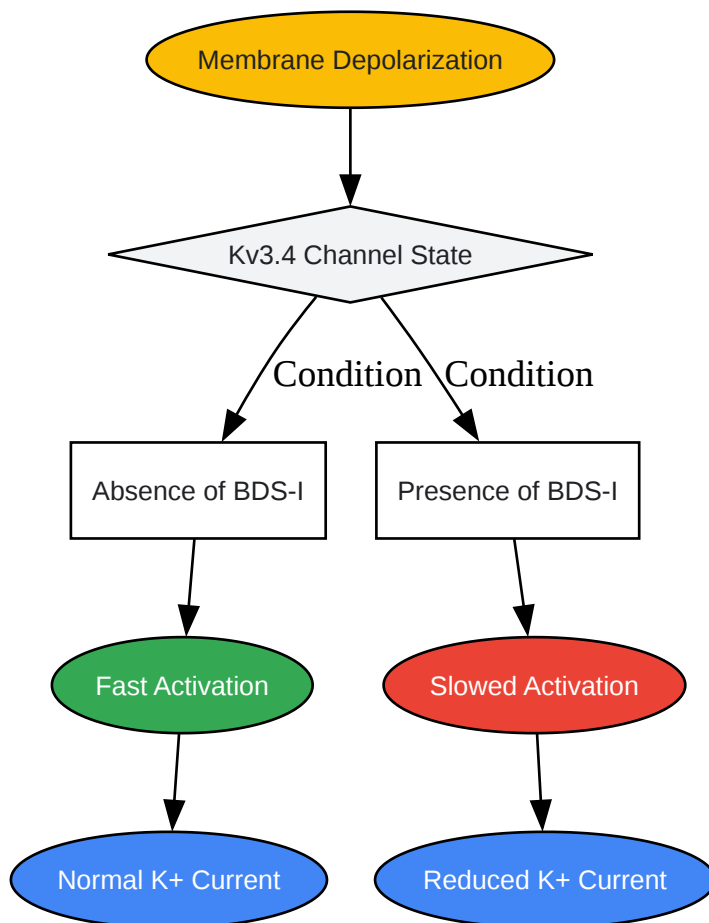 Membrane Depolarization
Kv3.4 Channel State
Condition
Condition
Absence of BDS-I
Presence of BDS-I
Fast Activation
Slowed Activation
Normal K+ Current
Reduced K+ Current